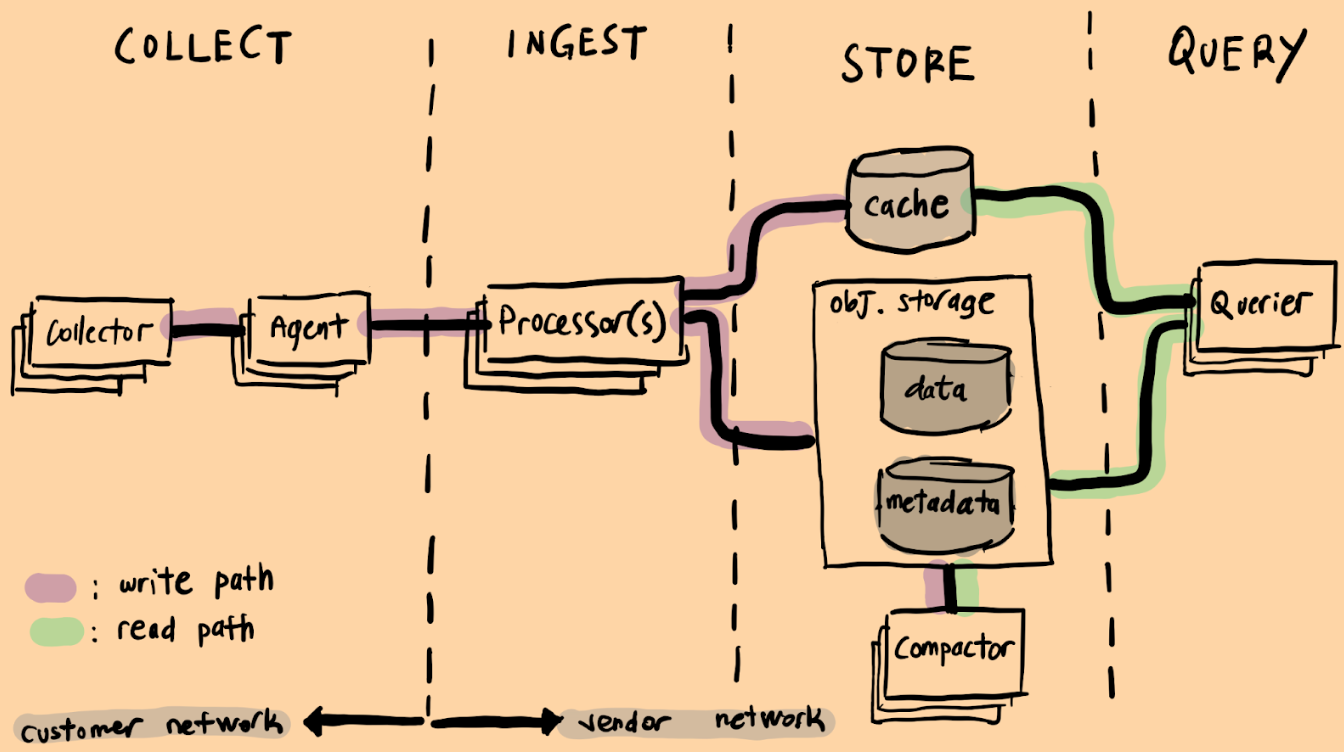 COLLECT
INGEST
STORE
QUERY
cache
Collector
Agent
Processor(s)
obj. storage
Querier
data
metadata
: write path
: read path
Compactor
customer network
vendor network